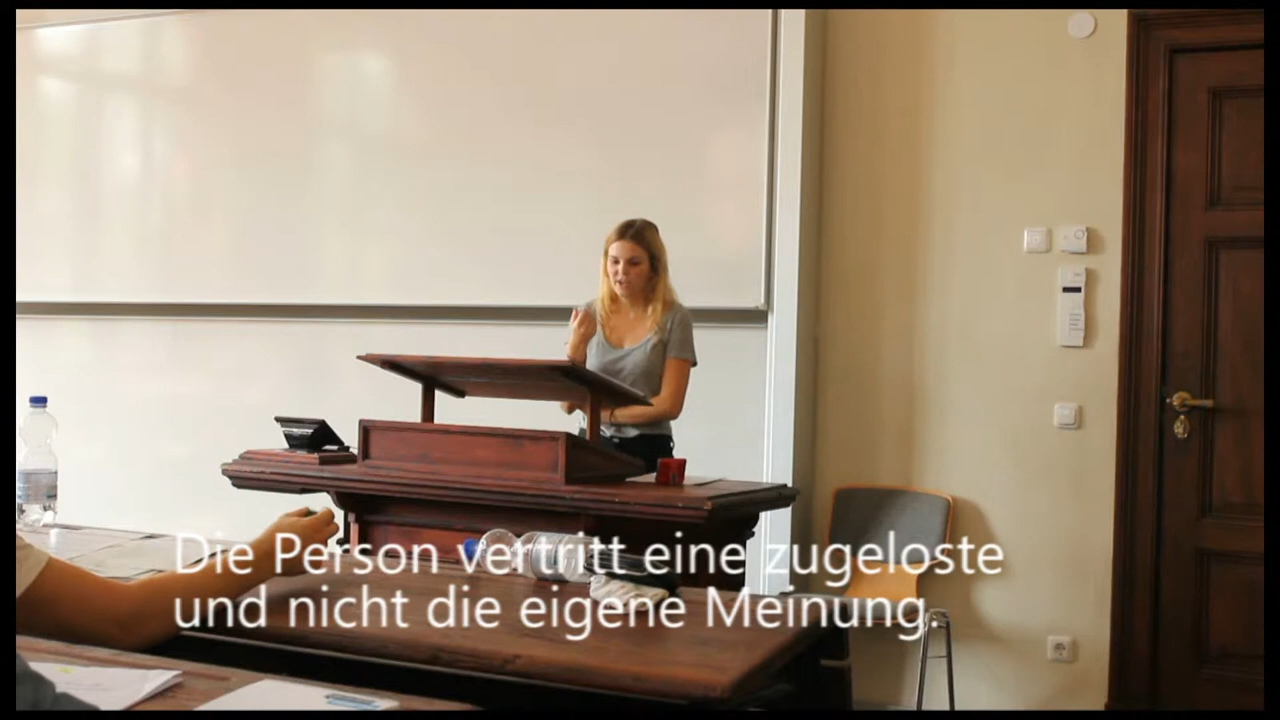 Die Person vertritt eine zugeloste
und nicht die eigene Meinung.